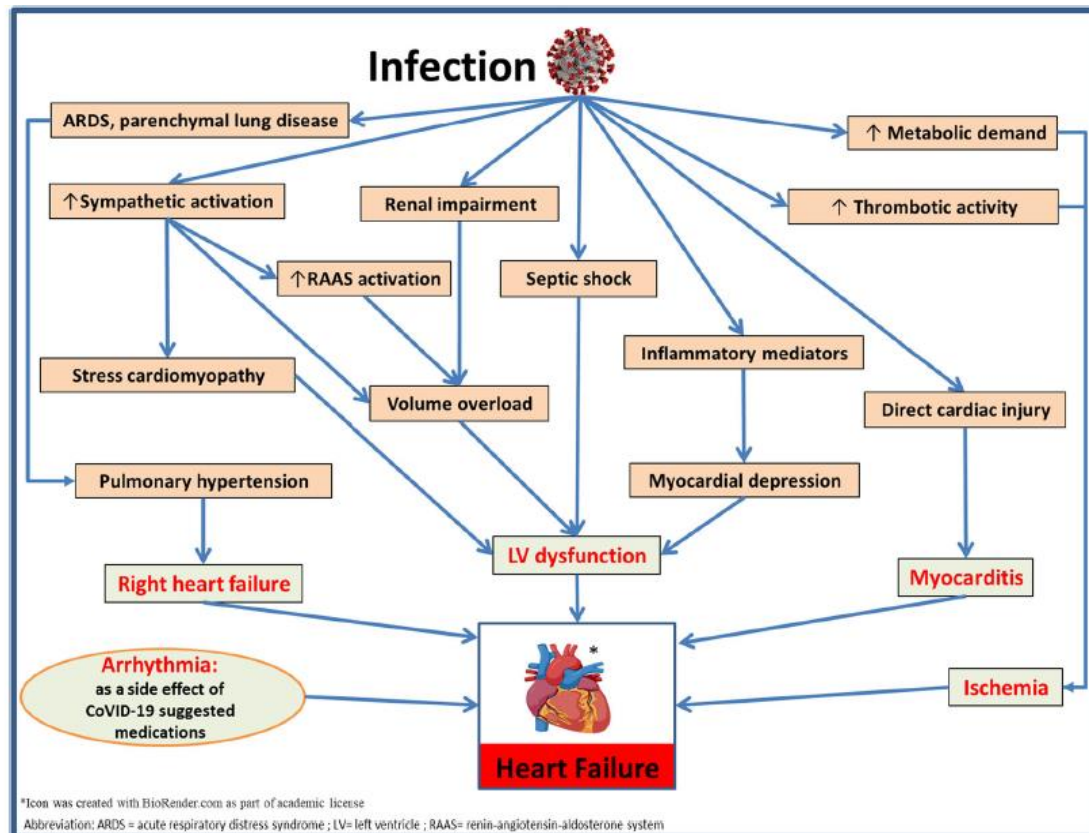 Infection
ARDS, parenchymal lung disease
↑ Metabolic demand
↑Sympathetic activation
Renal impairment
↑ Thrombotic activity
↑RAAS activation
Septic shock
Inflammatory mediators
Stress cardiomyopathy
Volume overload
Direct cardiac injury
Pulmonary hypertension
Myocardial depression
LV dysfunction
Right heart failure
Myocarditis
*
Arrhythmia:
as a side effect of
CoVID-19 suggested
medications
Ischemia
Heart Failure
*Icon was created with BioRender.com as part of academic license
Abbreviation: ARDS = acute respiratory distress syndrome ; LV= left ventricle ; RAAS= renin-angiotensin-aldosterone system